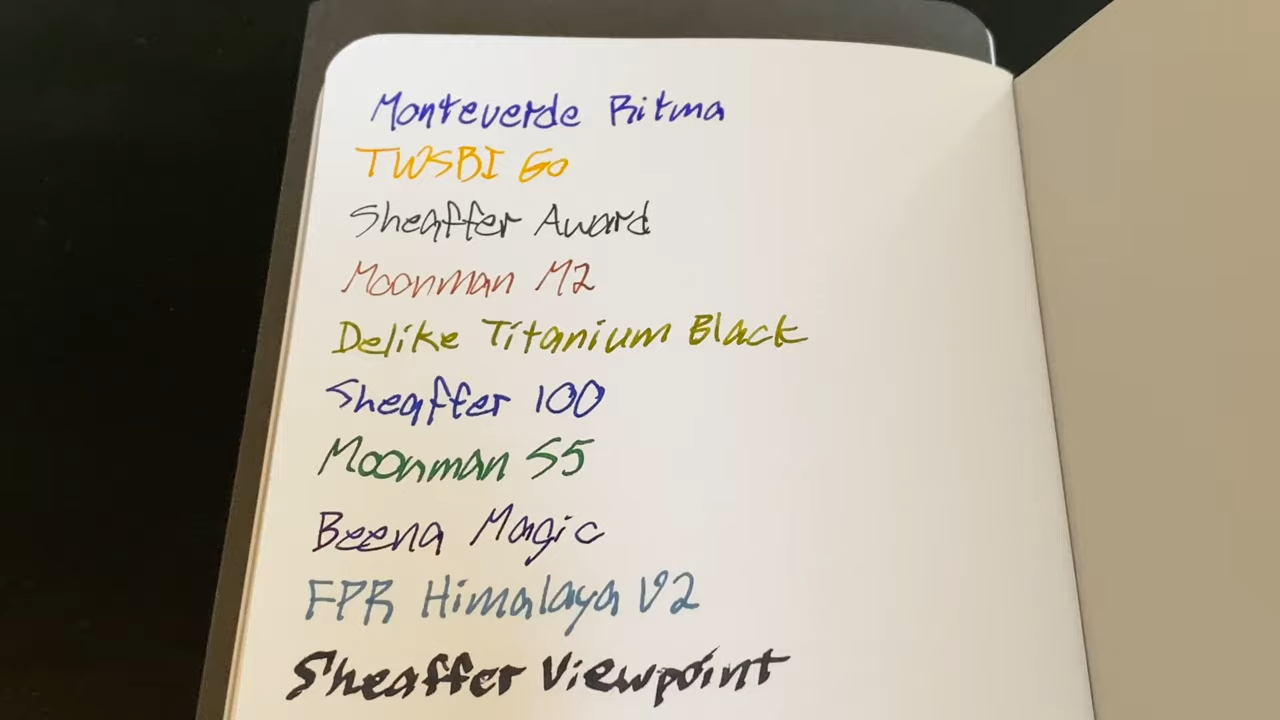 Monteverde Ritma
TWSBI Go
Sheaffer Award
Moonman M2
Delike Titanium Black
Sheaffer 100
Moonman S5
Beena Magic
FPR Himalaya V2
Sheaffer Viewpoint